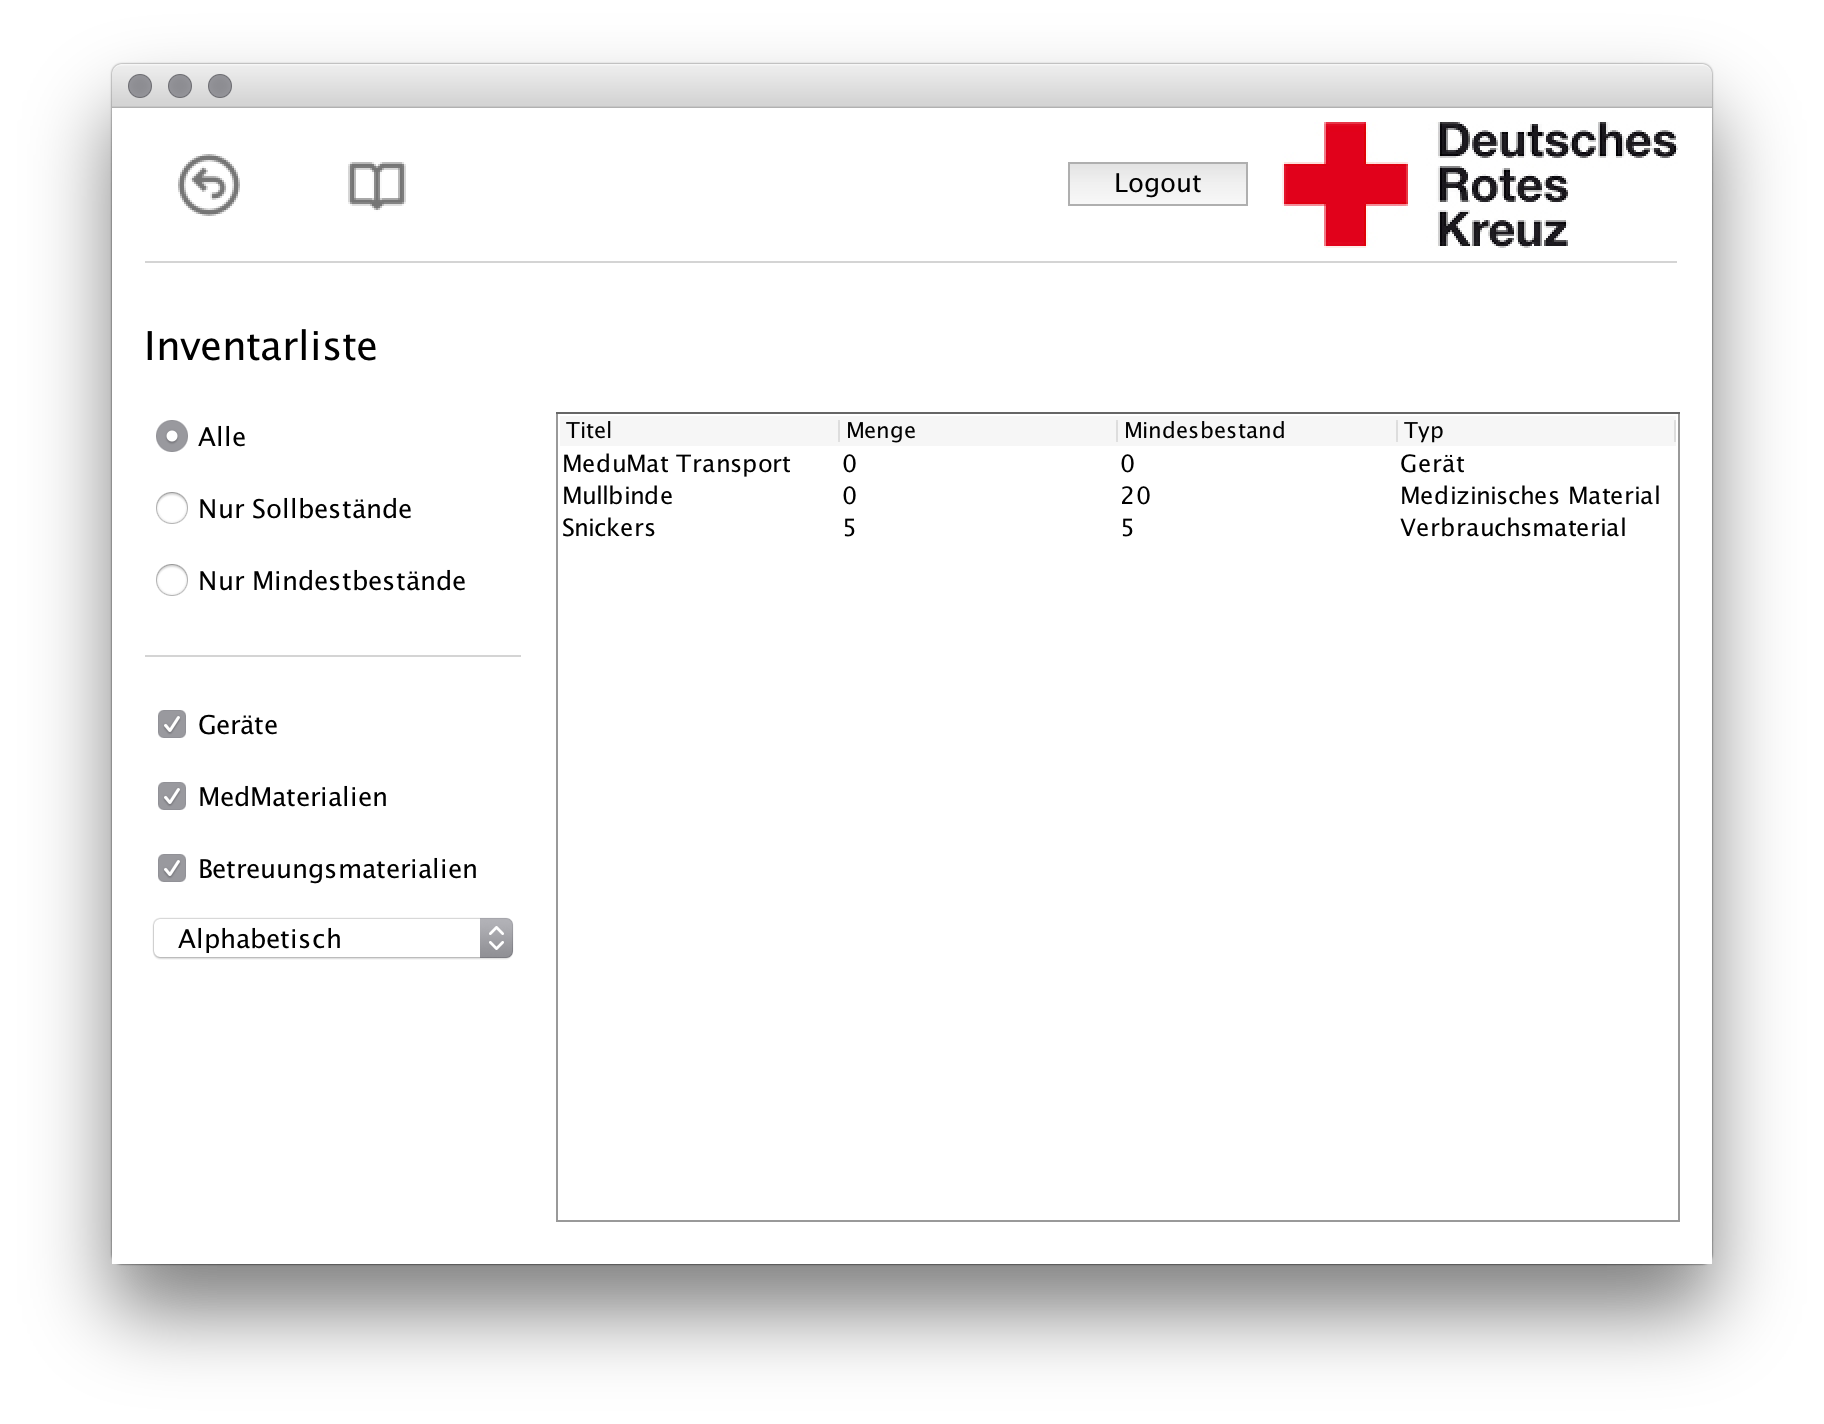 Logout
Deutsches
Rotes
Kreuz
Inventarliste
Alle
Nur Sollbestände
Nur Mindestbestände
Geräte
MedMaterialien
Betreuungsmaterialien
Alphabetisch
Titel Menge Mindesbestand Typ
MeduMat Transport 0 0 Gerät
Mullbinde 0 20 Medizinisches Material
Snickers 5 5 Verbrauchsmaterial